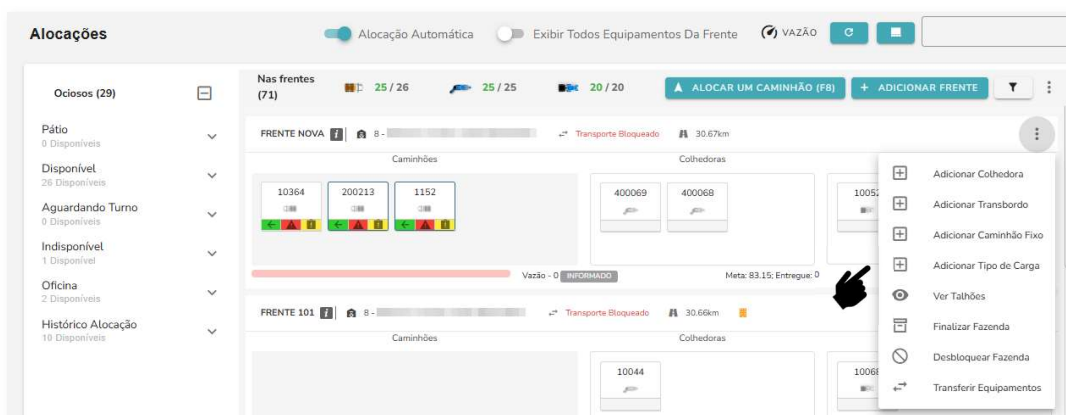 Alocações
Alocação Automática
Exibir Todos Equipamentos Da Frente
VAZÃO
Ociosos (29)
Pátio
0 Disponíveis
Disponível
26 Disponíveis
Aguardando Turno
0 Disponíveis
Indisponível
1 Disponível
Oficina
2 Disponíveis
Histórico Alocação
10 Disponíveis
Nas frentes
(71)
25 / 26
25 / 25
20 / 20
ALOCAR UM CAMINHÃO (F8)
+ ADICIONAR FRENTE
FRENTE NOVA
8 -
Transporte Bloqueado
30.67km
Caminhões
Colhedoras
10364
200213
1152
400069
400068
1005
Vazão - 0 INFORMADO
Meta: 83.15; Entregue: 0
FRENTE 101
8 -
Transporte Bloqueado
30.66km
Caminhões
Colhedoras
10044
1006
Adicionar Colhedora
Adicionar Transbordo
Adicionar Caminhão Fixo
Adicionar Tipo de Carga
Ver Talhões
Finalizar Fazenda
Desbloquear Fazenda
Transferir Equipamentos